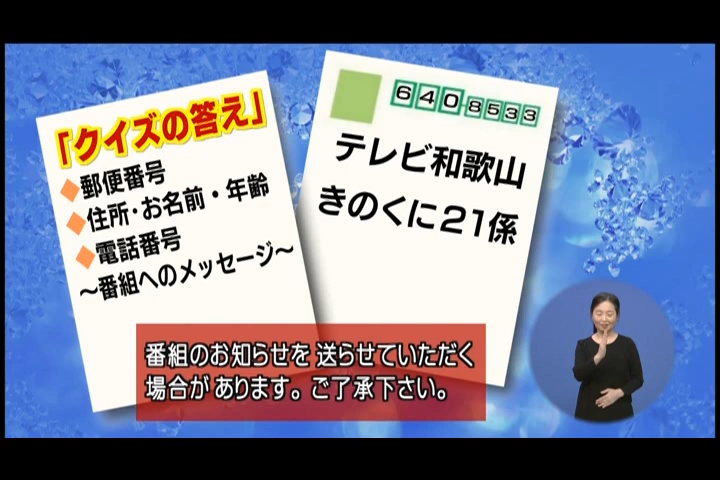 「クイズの答え」
◆郵便番号
◆住所・お名前・年齢
◆電話番号
～番組へのメッセージ～
640-8533
テレビ和歌山
きのくに21係
番組のお知らせを 送らせていただく
場合が あります。ご了承下さい。